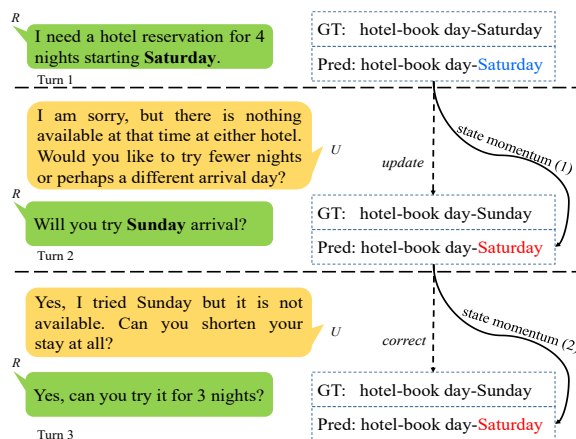 R
I need a hotel reservation for 4
nights starting Saturday.
Turn 1
GT: hotel-book day-Saturday
Pred: hotel-book day-Saturday
I am sorry, but there is nothing
available at that time at either hotel.
Would you like to try fewer nights
or perhaps a different arrival day?
U
update
state momentum (1)
R
Will you try Sunday arrival?
Turn 2
GT: hotel-book day-Sunday
Pred: hotel-book day-Saturday
Yes, I tried Sunday but it is not
available. Can you shorten your
stay at all?
U
correct
state momentum (2)
R
Yes, can you try it for 3 nights?
Turn 3
GT: hotel-book day-Sunday
Pred: hotel-book day-Saturday